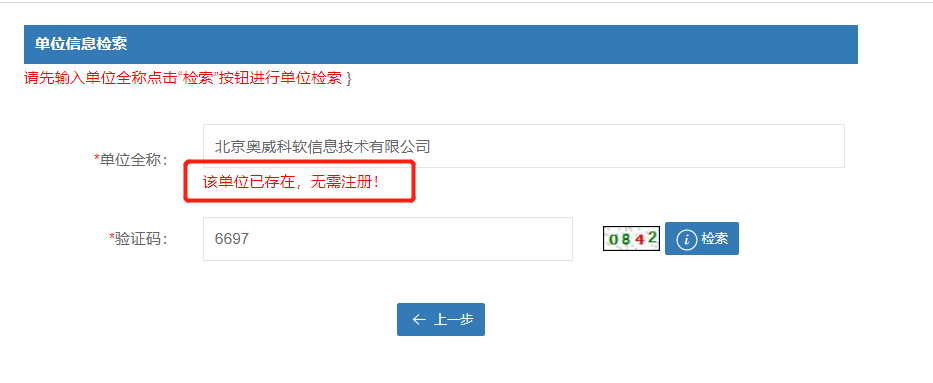 单位信息检索
请先输入单位全称点击“检索”按钮进行单位检索 }
*单位全称： 北京奥威科软信息技术有限公司
该单位已存在，无需注册！
*验证码： 6697 0842 检索
上一步